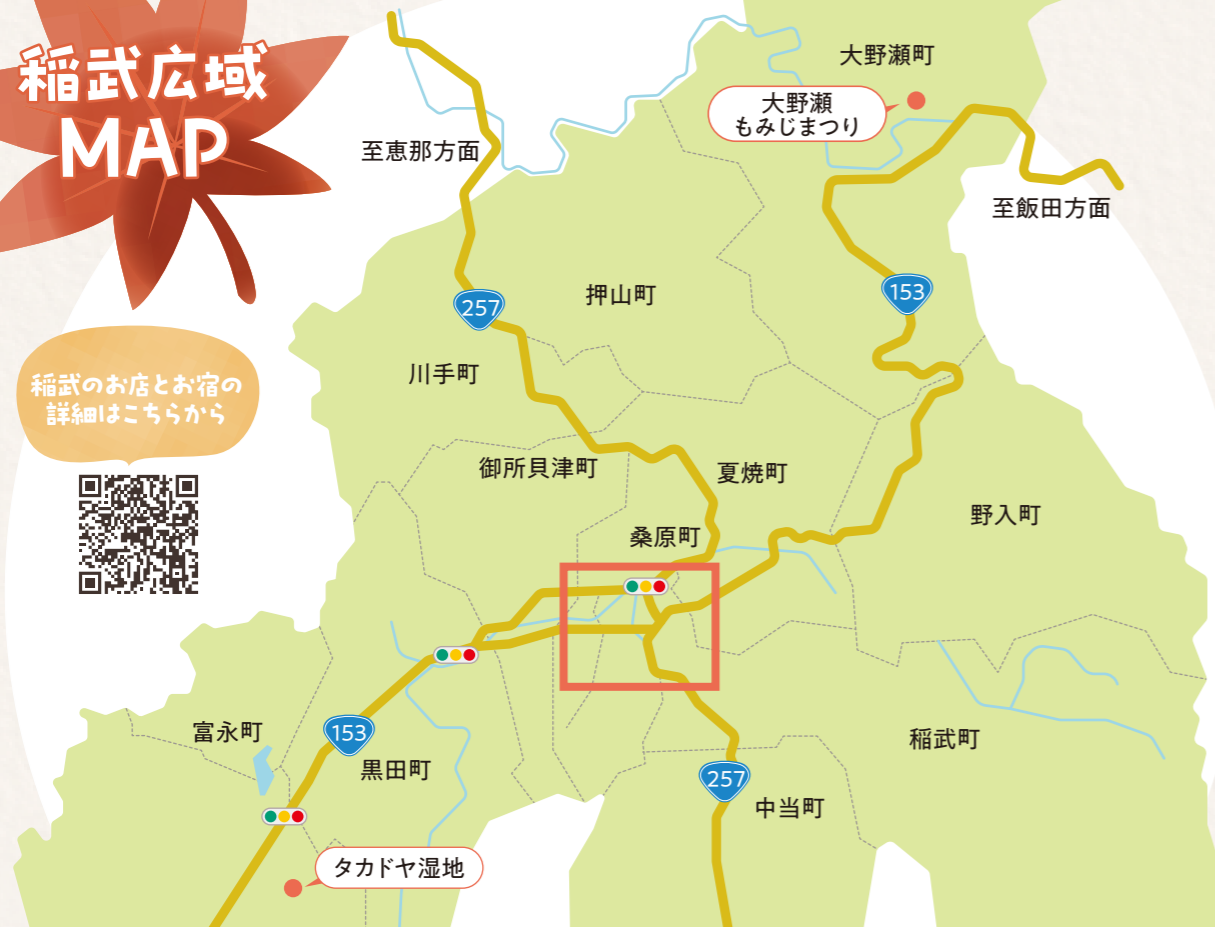 稲武広域
MAP
稲武のお店とお宿の
詳細はこちらから
大野瀬町
大野瀬
もみじまつり
至恵那方面
至飯田方面
257
153
押山町
川手町
御所貝津町
夏焼町
桑原町
野入町
富永町
153
黒田町
稲武町
257
中当町
タカドヤ湿地